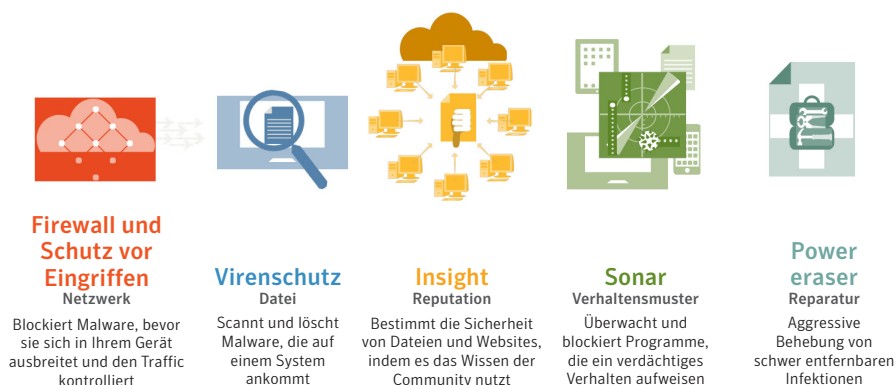 Firewall und
Schutz vor
Eingriffen
Netzwerk
Blockiert Malware, bevor
sie sich in Ihrem Gerät
ausbreitet und den Traffic
kontrolliert
Virenschutz
Datei
Scannt und löscht
Malware, die auf
einem System
ankommt
Insight
Reputation
Bestimmt die Sicherheit
von Dateien und Websites,
indem es das Wissen der
Community nutzt
Sonar
Verhaltensmuster
Überwacht und
blockiert Programme,
die ein verdächtiges
Verhalten aufweisen
Power
eraser
Reparatur
Aggressive
Behebung von
schwer entfernbaren
Infektionen